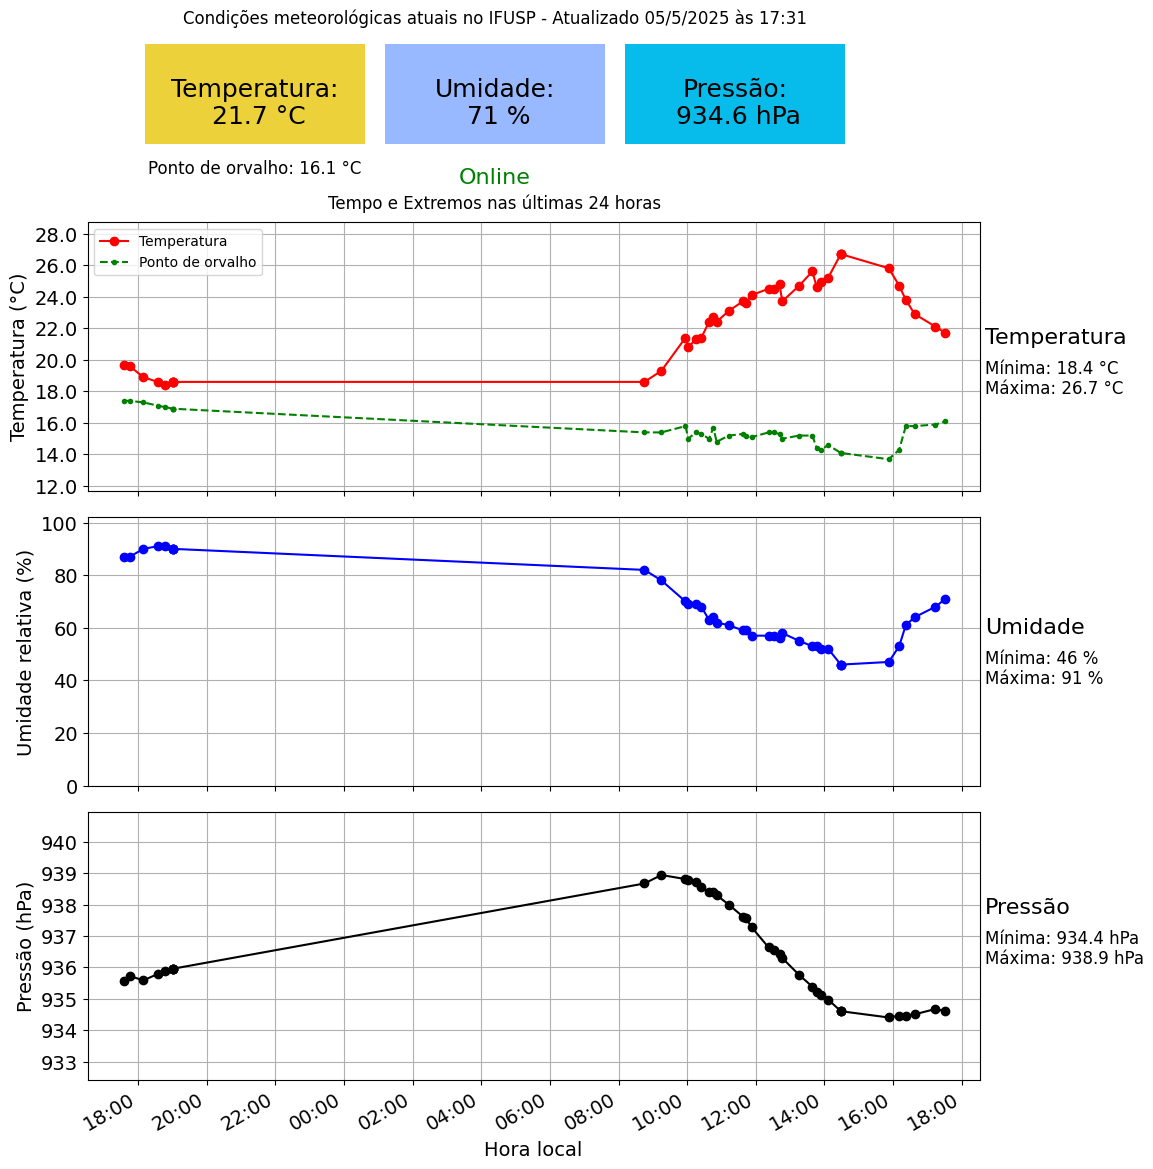 Condições meteorológicas atuais no IFUSP - Atualizado 05/5/2025 às 17:31
Temperatura:
21.7 °C
Umidade:
71 %
Pressão:
934.6 hPa
Ponto de orvalho: 16.1 °C
Online
Tempo e Extremos nas últimas 24 horas
Temperatura (°C)
28.0
26.0
24.0
22.0
20.0
18.0
16.0
14.0
12.0
Temperatura
Ponto de orvalho
Temperatura
Mínima: 18.4 °C
Máxima: 26.7 °C
Umidade relativa (%)
100
80
60
40
20
0
Umidade
Mínima: 46 %
Máxima: 91 %
Pressão (hPa)
940
939
938
937
936
935
934
933
Pressão
Mínima: 934.4 hPa
Máxima: 938.9 hPa
18:00 20:00 22:00 00:00 02:00 04:00 06:00 08:00 10:00 12:00 14:00 16:00 18:00
Hora local